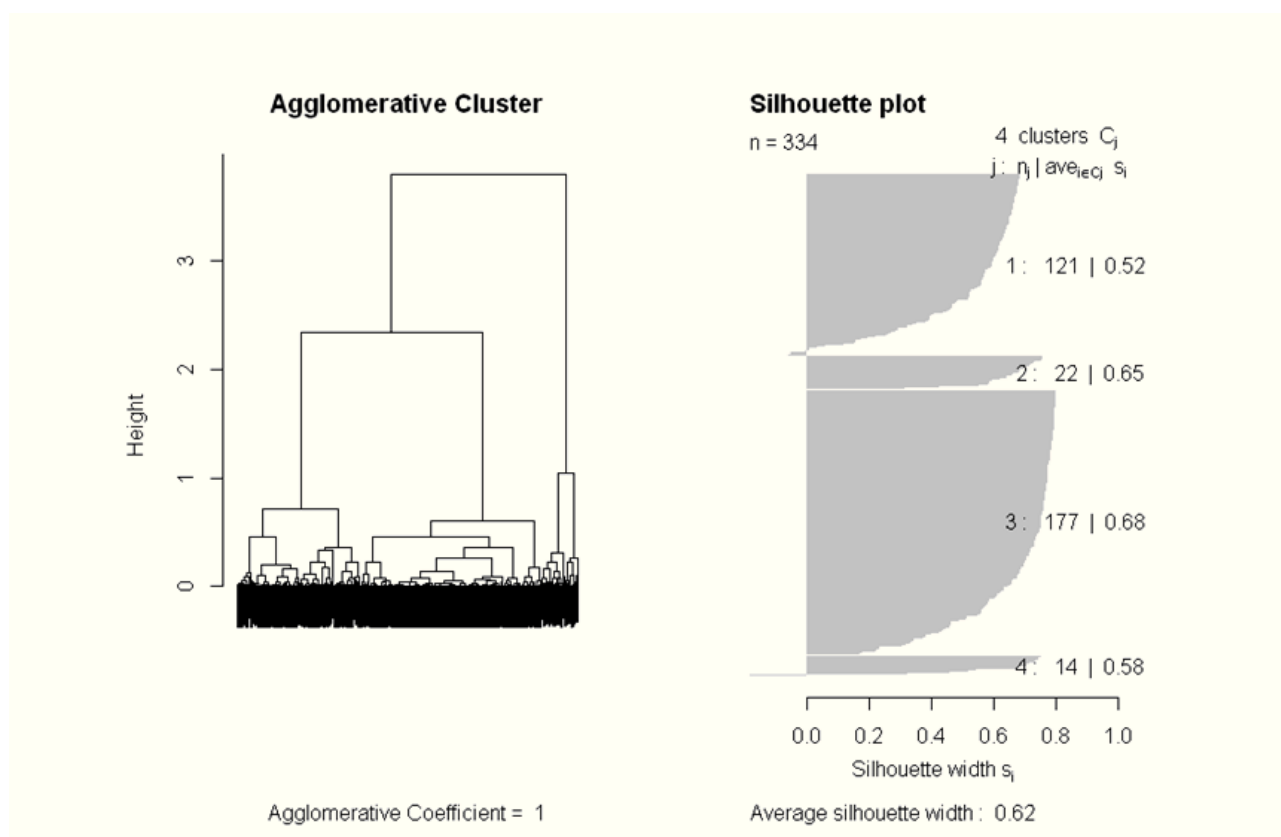 Agglomerative Cluster
Height
3
2
1
0
Agglomerative Coefficient = 1
Silhouette plot
n = 334
4 clusters Cj
j : nj | avei∈Cj si
1 : 121 | 0.52
2 : 22 | 0.65
3 : 177 | 0.68
4 : 14 | 0.58
0.0 0.2 0.4 0.6 0.8 1.0
Silhouette width si
Average silhouette width : 0.62